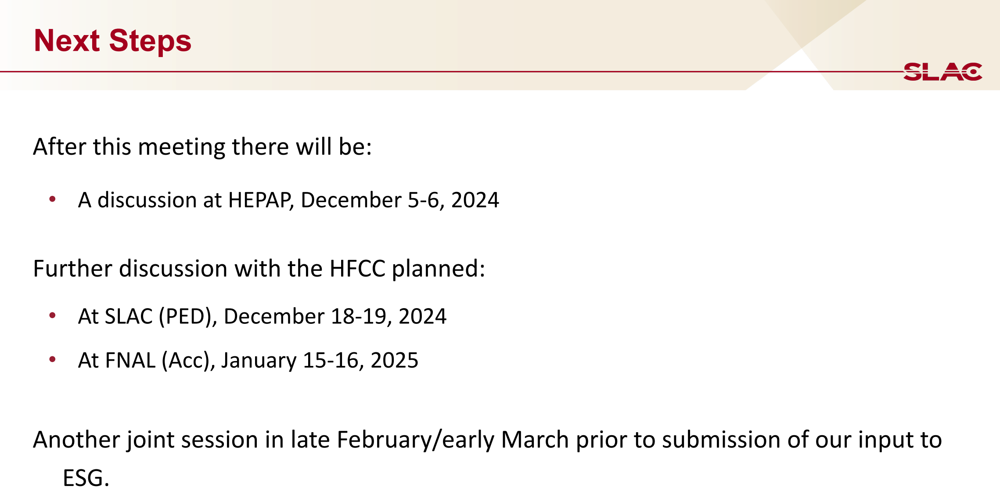 Next Steps
SLAC
After this meeting there will be:
• A discussion at HEPAP, December 5-6, 2024
Further discussion with the HFCC planned:
• At SLAC (PED), December 18-19, 2024
• At FNAL (Acc), January 15-16, 2025
Another joint session in late February/early March prior to submission of our input to
ESG.